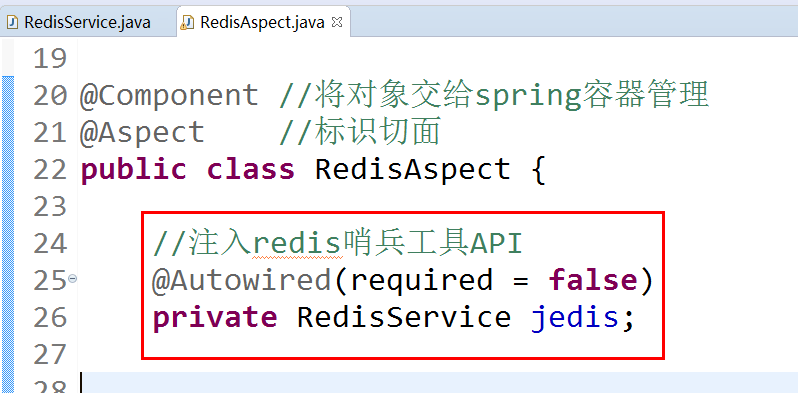 RedisService.java RedisAspect.java
19
20 @Component //将对象交给spring容器管理
21 @Aspect //标识切面
22 public class RedisAspect {
23
24 //注入redis哨兵工具API
25 @Autowired(required = false)
26 private RedisService jedis;
27
28